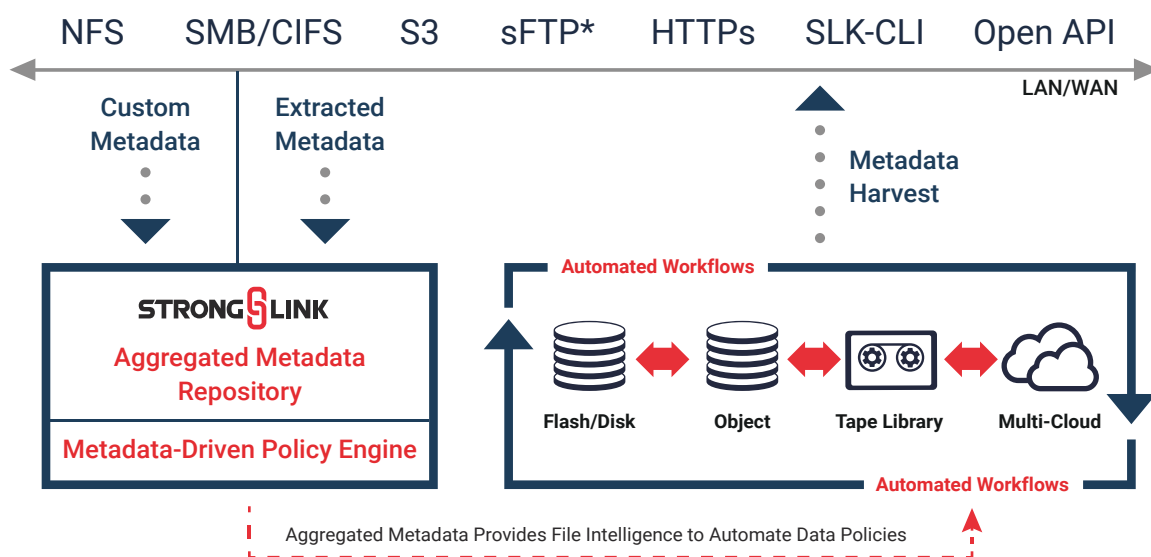 NFS SMB/CIFS S3 sFTP* HTTPs SLK-CLI Open API
LAN/WAN
Custom
Metadata
Extracted
Metadata
Metadata
Harvest
STRONG LINK
Aggregated Metadata
Repository
Metadata-Driven Policy Engine
Automated Workflows
Flash/Disk Object Tape Library Multi-Cloud
Automated Workflows
Aggregated Metadata Provides File Intelligence to Automate Data Policies